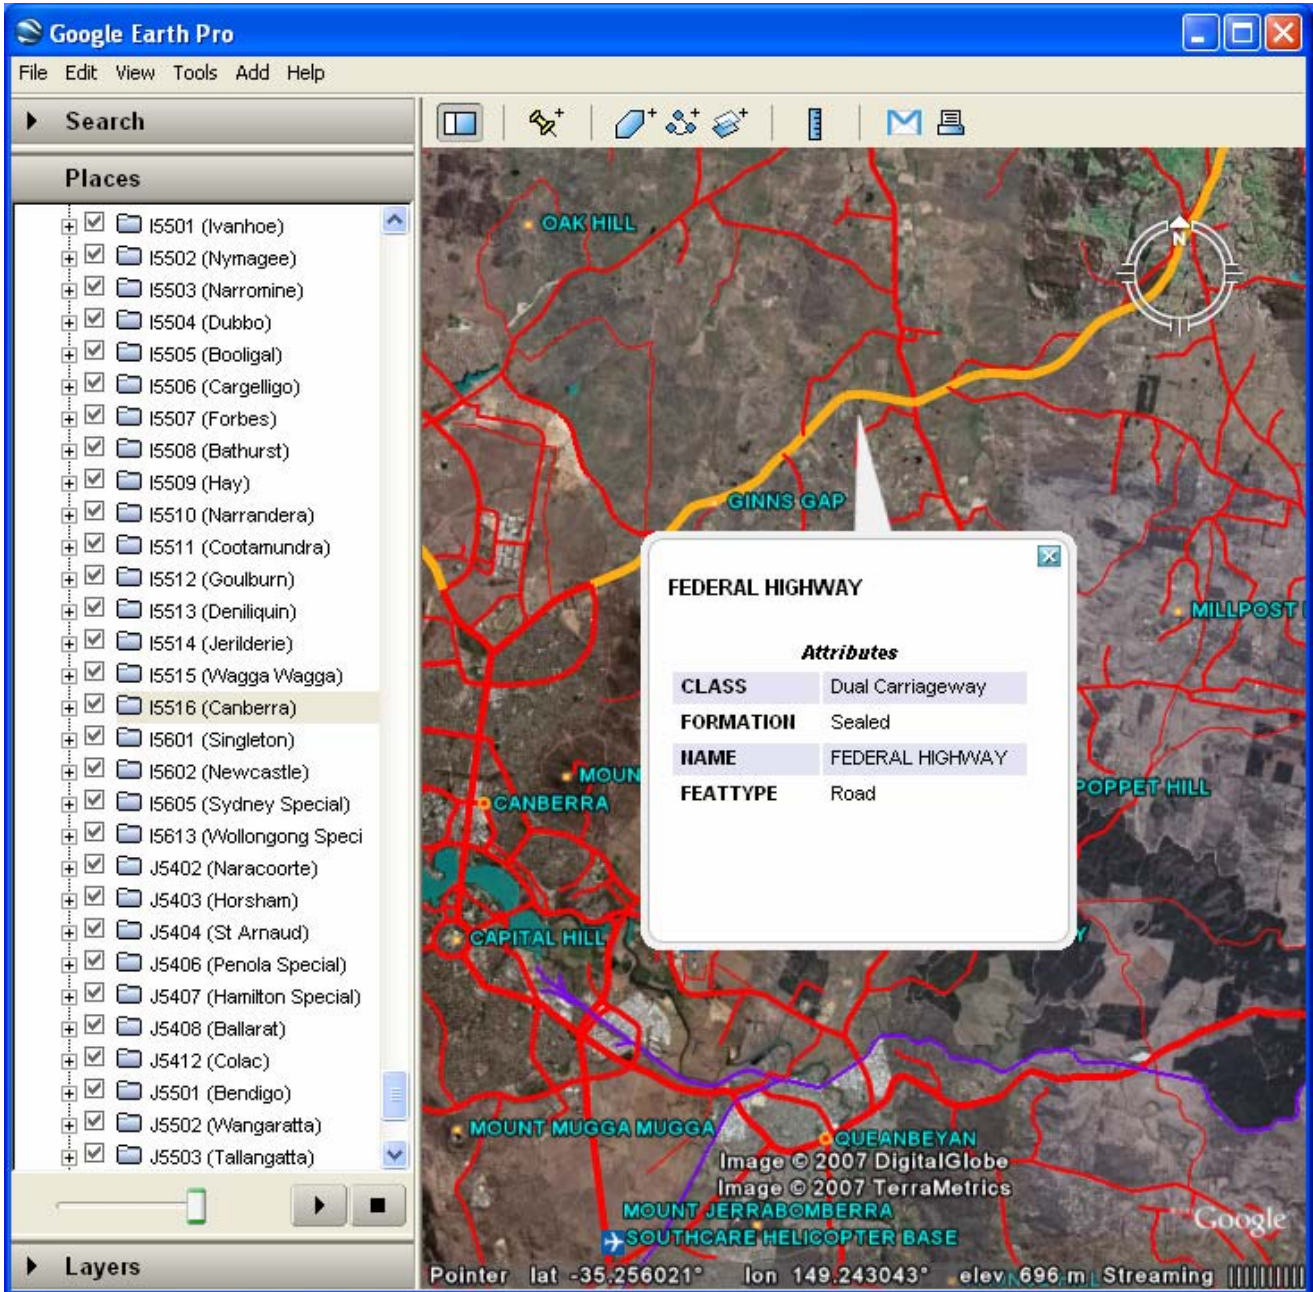 Google Earth Pro
File Edit View Tools Add Help
Search
Places
I5501 (Ivanhoe)
I5502 (Nymagee)
I5503 (Narromine)
I5504 (Dubbo)
I5505 (Booligal)
I5506 (Cargelligo)
I5507 (Forbes)
I5508 (Bathurst)
I5509 (Hay)
I5510 (Narrandera)
I5511 (Cootamundra)
I5512 (Goulburn)
I5513 (Deniliquin)
I5514 (Jerilderie)
I5515 (Wagga Wagga)
I5516 (Canberra)
I5601 (Singleton)
I5602 (Newcastle)
I5605 (Sydney Special)
I5613 (Wollongong Speci
J5402 (Naracoorte)
J5403 (Horsham)
J5404 (St Arnaud)
J5406 (Penola Special)
J5407 (Hamilton Special)
J5408 (Ballarat)
J5412 (Colac)
J5501 (Bendigo)
J5502 (Wangaratta)
J5503 (Tallangatta)
Layers
OAK HILL
N
GINNS GAP
FEDERAL HIGHWAY
Attributes
CLASS Dual Carriageway
FORMATION Sealed
NAME FEDERAL HIGHWAY
FEATTYPE Road
MILLPOST
MOUN
CANBERRA
POPPET HILL
CAPITAL HILL
Y
MOUNT MUGGA MUGGA
QUEANBEYAN
Image © 2007 DigitalGlobe
Image © 2007 TerraMetrics
MOUNT JERRABOMBERRA
Google
SOUTHCARE HELICOPTER BASE
Pointer lat -35.256021° lon 149.243043° elev 696 m Streaming